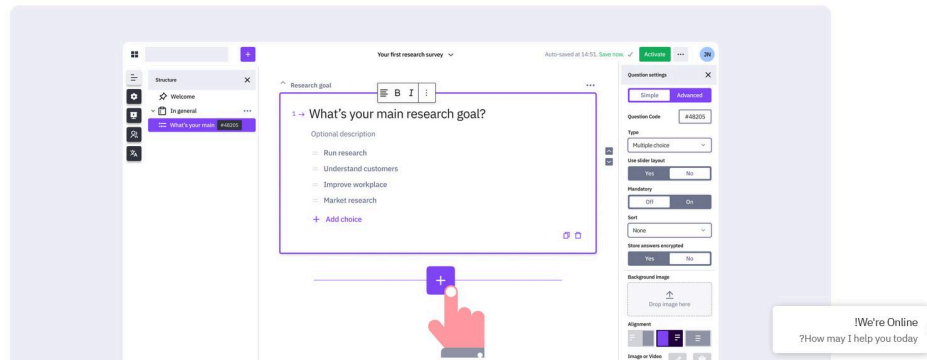 Your first research survey
Auto-saved at 14:51. Save now.
Activate
JN
Structure
Welcome
In general
What's your main
#48205
Research goal
B I
1 → What's your main research goal?
Optional description
Run research
Understand customers
Improve workplace
Market research
+ Add choice
Question settings
Simple
Advanced
Question Code
#48205
Type
Multiple choice
Use slider layout
Yes
No
Mandatory
Off
On
Sort
None
Store answers encrypted
Yes
No
Background image
Drop image here
Alignment
Image or Video
!We're Online
?How may I help you today